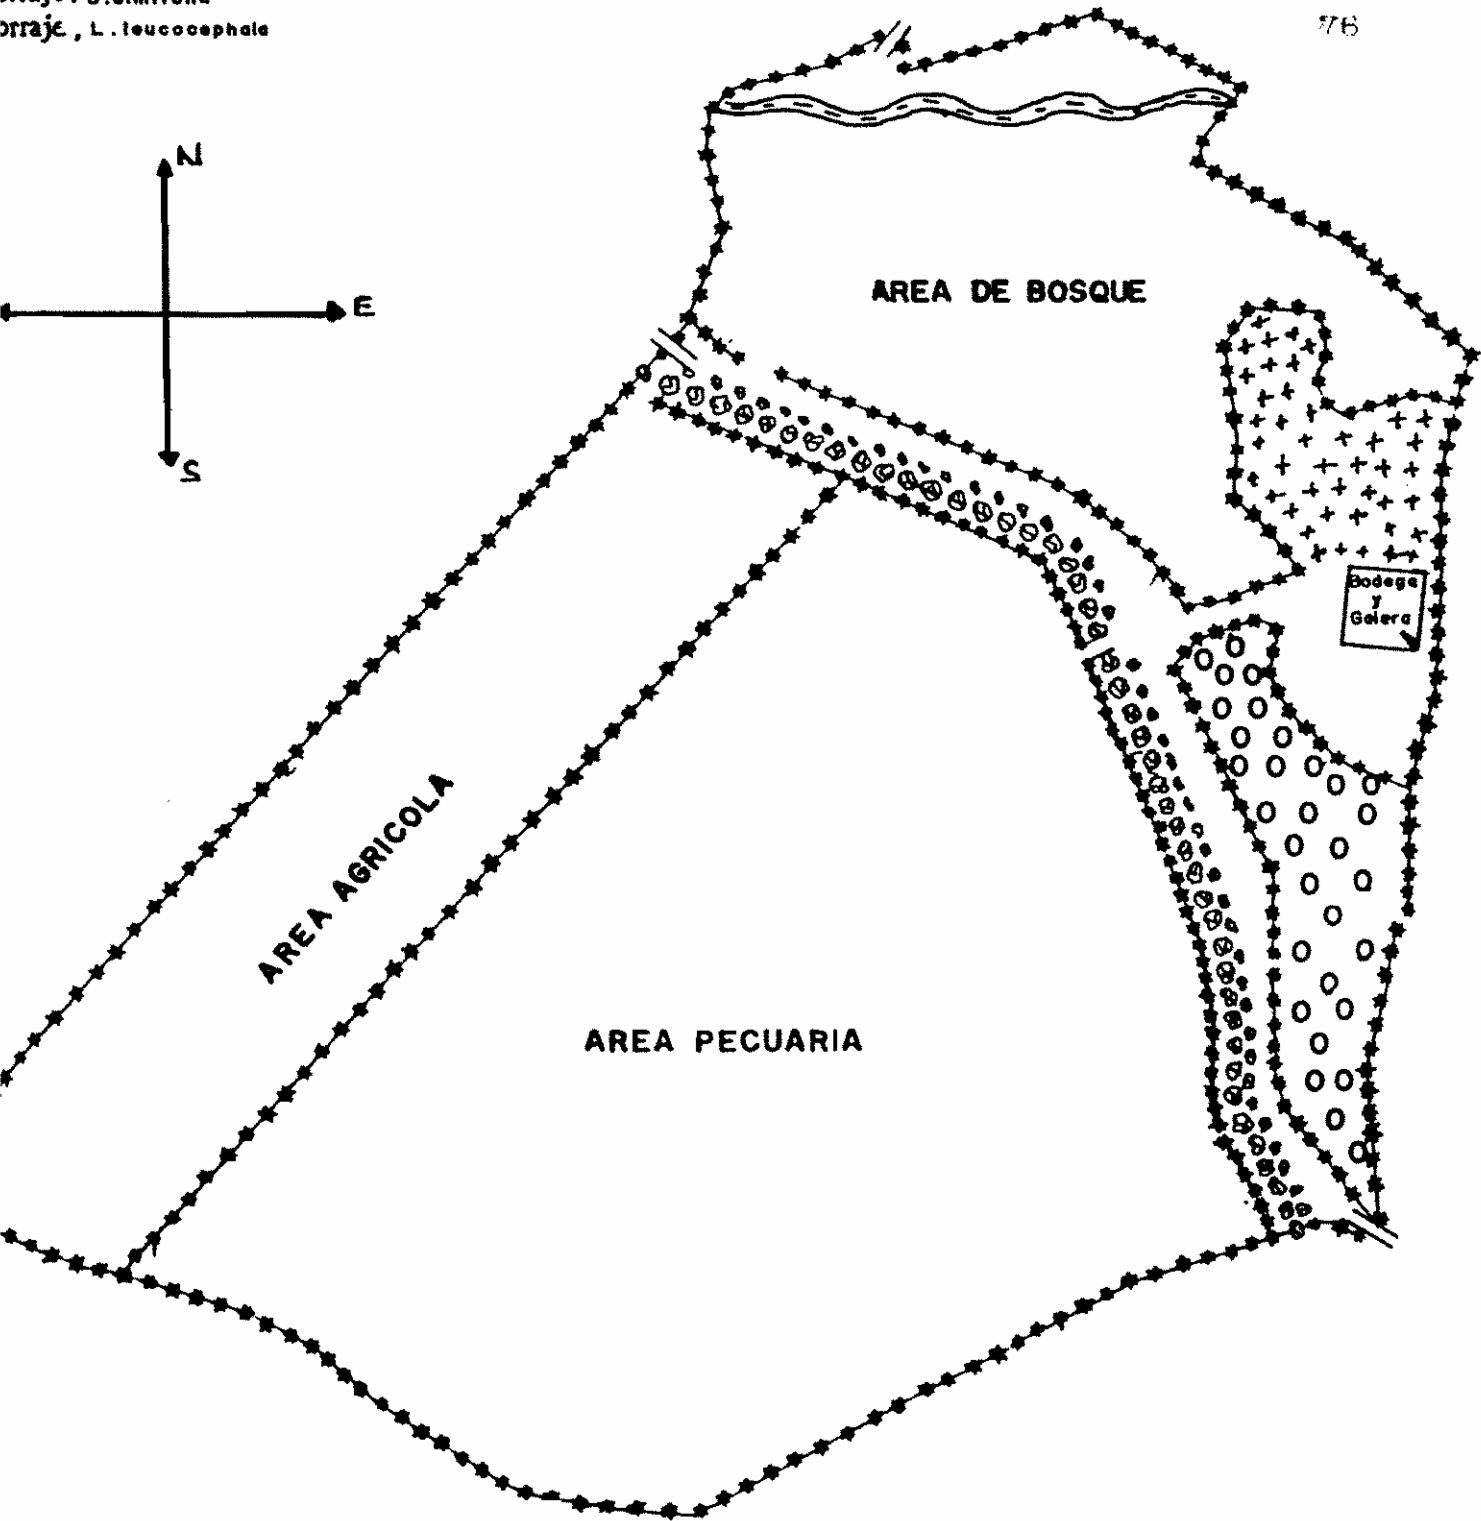 orraje, L. leucocephala
76
N
E
S
AREA DE BOSQUE
Bodega
y
Galera
AREA AGRICOLA
AREA PECUARIA